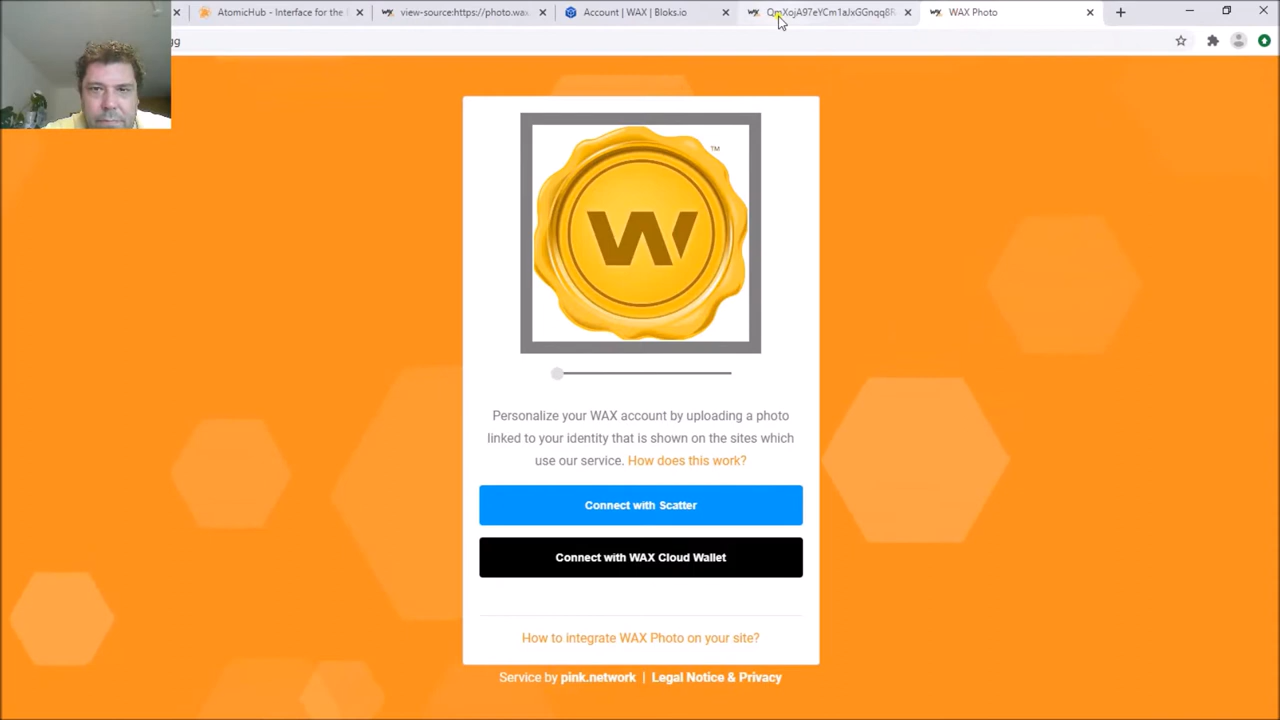 AtomicHub - Interface for the
view-source:https://photo.wax
Account | WAX | Bloks.io
QmXojA97eYCm1aJxGGnqq8R
WAX Photo
gg
W
TM
Personalize your WAX account by uploading a photo
linked to your identity that is shown on the sites which
use our service. How does this work?
Connect with Scatter
Connect with WAX Cloud Wallet
How to integrate WAX Photo on your site?
Service by pink.network | Legal Notice & Privacy